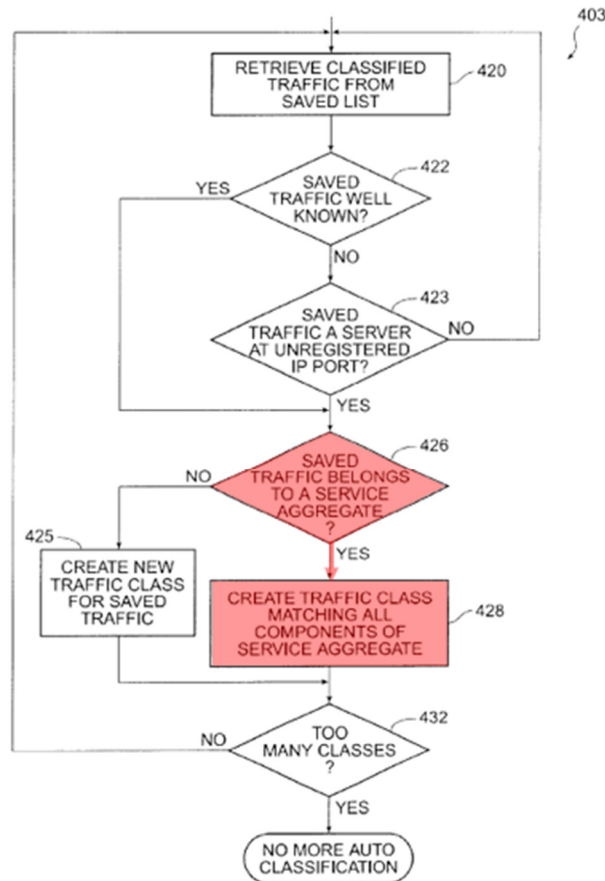 403
RETRIEVE CLASSIFIED
TRAFFIC FROM
SAVED LIST
420
422
SAVED
TRAFFIC WELL
KNOWN?
YES
NO
423
SAVED
TRAFFIC A SERVER
AT UNREGISTERED
IP PORT?
NO
YES
426
SAVED
TRAFFIC BELONGS
TO A SERVICE
AGGREGATE
?
NO
YES
425
CREATE NEW
TRAFFIC CLASS
FOR SAVED
TRAFFIC
CREATE TRAFFIC CLASS
MATCHING ALL
COMPONENTS OF
SERVICE AGGREGATE
428
432
TOO
MANY CLASSES
?
NO
YES
NO MORE AUTO
CLASSIFICATION